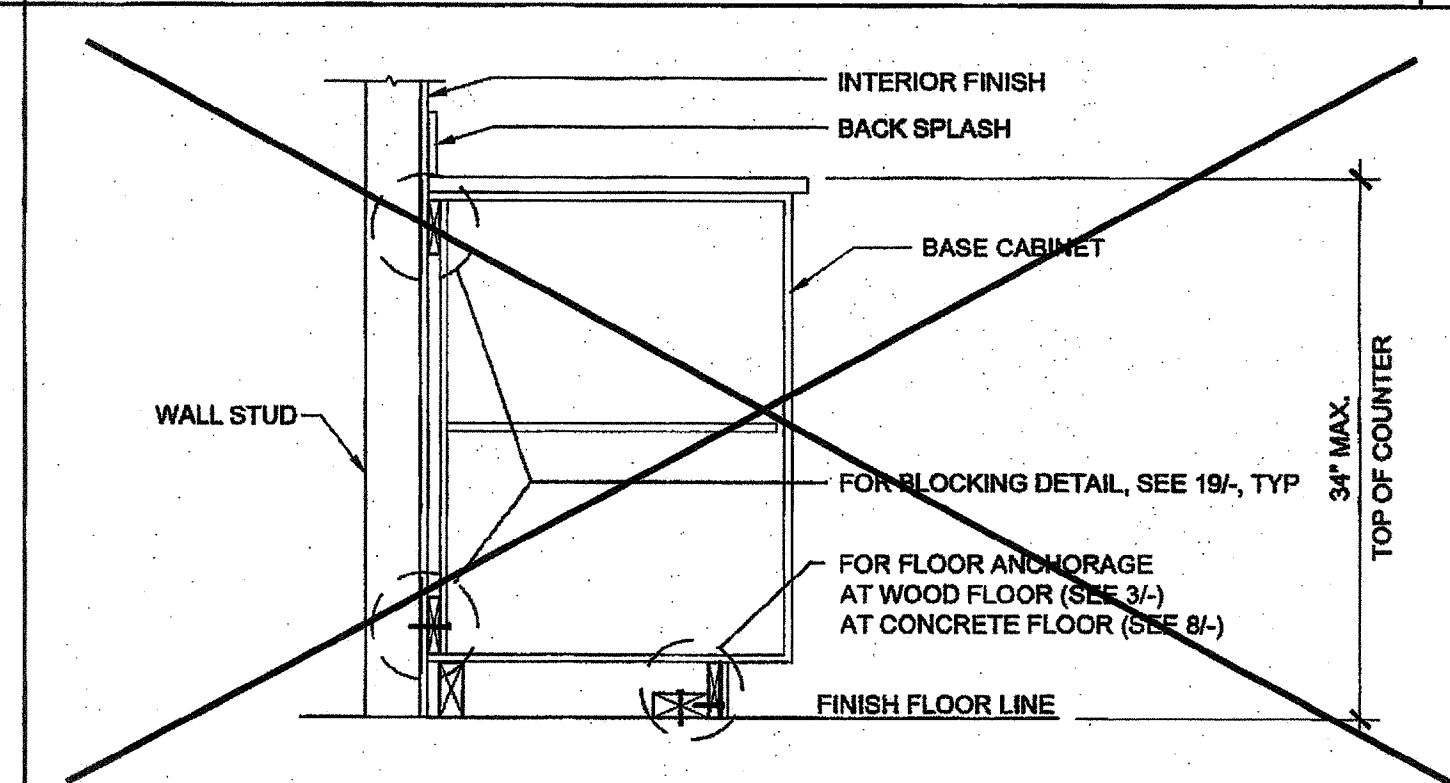 INTERIOR FINISH
BACK SPLASH
BASE CABINET
WALL STUD
34" MAX.
TOP OF COUNTER
FOR BLOCKING DETAIL, SEE 19/-, TYP
FOR FLOOR ANCHORAGE
AT WOOD FLOOR (SEE 3/-)
AT CONCRETE FLOOR (SEE 8/-)
FINISH FLOOR LINE